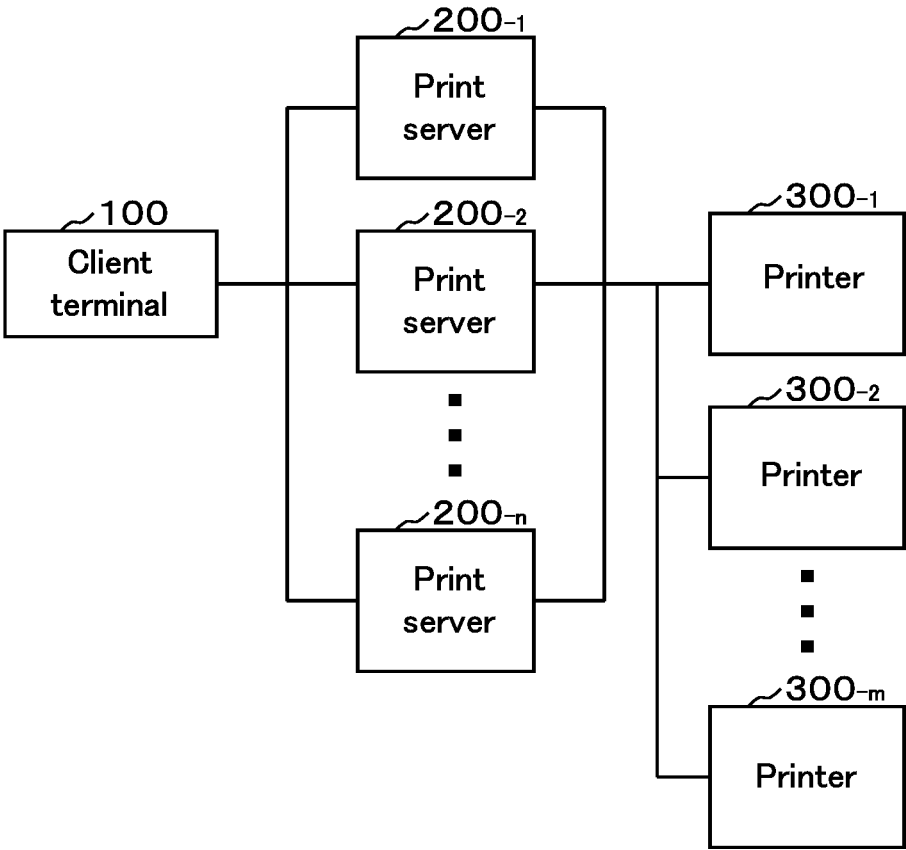 200-1
Print
server
100
Client
terminal
200-2
Print
server
200-n
Print
server
300-1
Printer
300-2
Printer
300-m
Printer